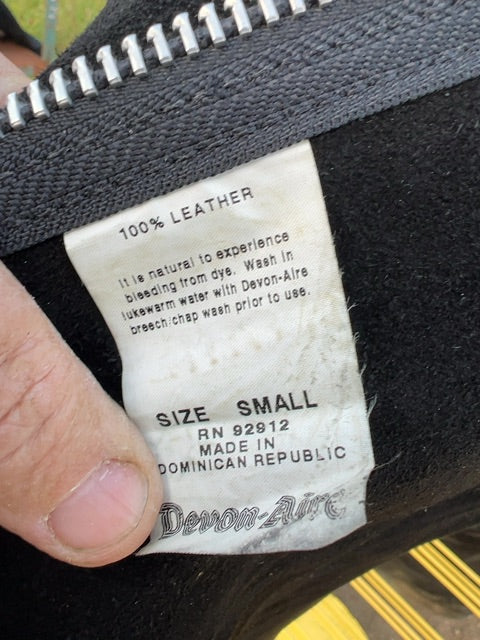 100% LEATHER
It is natural to experience
bleeding from dye. Wash in
lukewarm water with Devon-Aire
breech/chap wash prior to use.
SIZE SMALL
RN 92912
MADE IN
DOMINICAN REPUBLIC
Devon-Aire